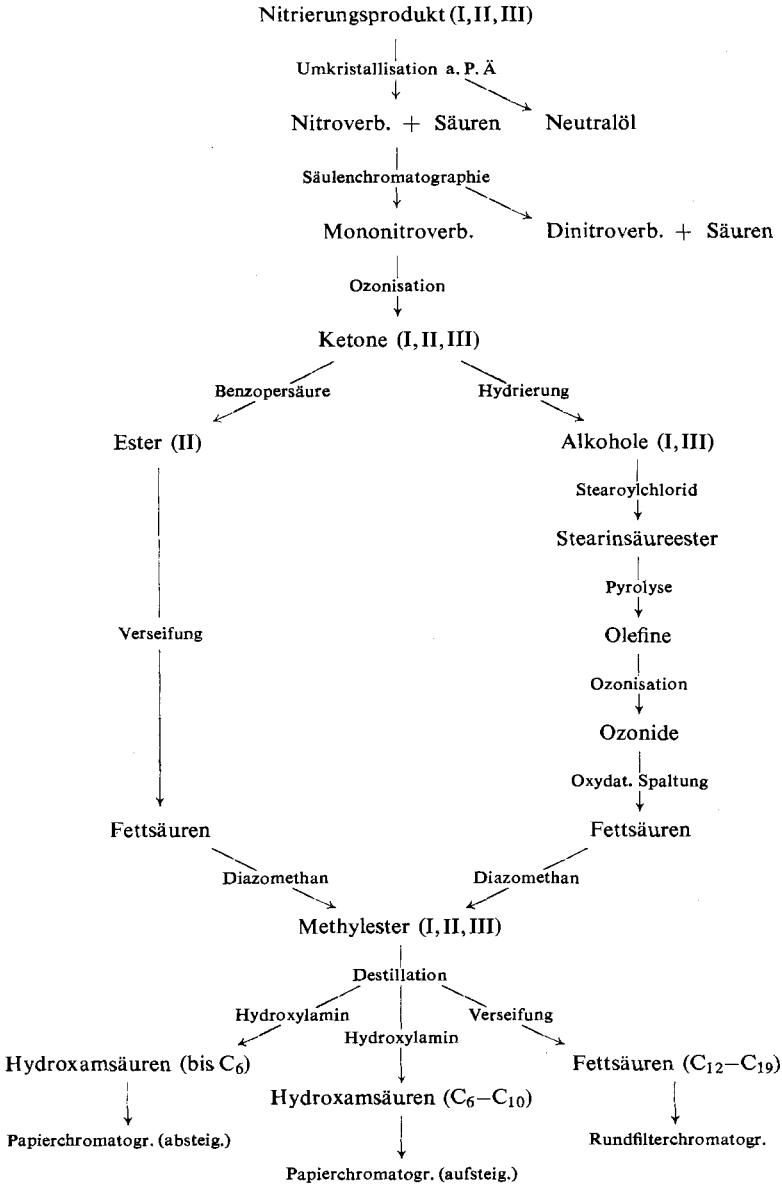 Nitrierungsprodukt (I, II, III)
Umkristallisation a. P. Ä
Nitroverb. + Säuren Neutralöl
Säulenchromatographie
Mononitroverb. Dinitroverb. + Säuren
Ozonisation
Ketone (I, II, III)
Benzopersäure Hydrierung
Ester (II) Alkohole (I, III)
Stearoylchlorid
Stearinsäureester
Pyrolyse
Olefine
Verseifung
Ozonisation
Ozonide
Oxydat. Spaltung
Fettsäuren Fettsäuren
Diazomethan Diazomethan
Methylester (I, II, III)
Destillation
Hydroxylamin Verseifung
Hydroxylamin
Hydroxamsäuren (bis C6) Fettsäuren (C12–C19)
Hydroxamsäuren (C6–C10)
Papierchromatogr. (absteig.) Rundfilterchromatogr.
Papierchromatogr. (aufsteig.)